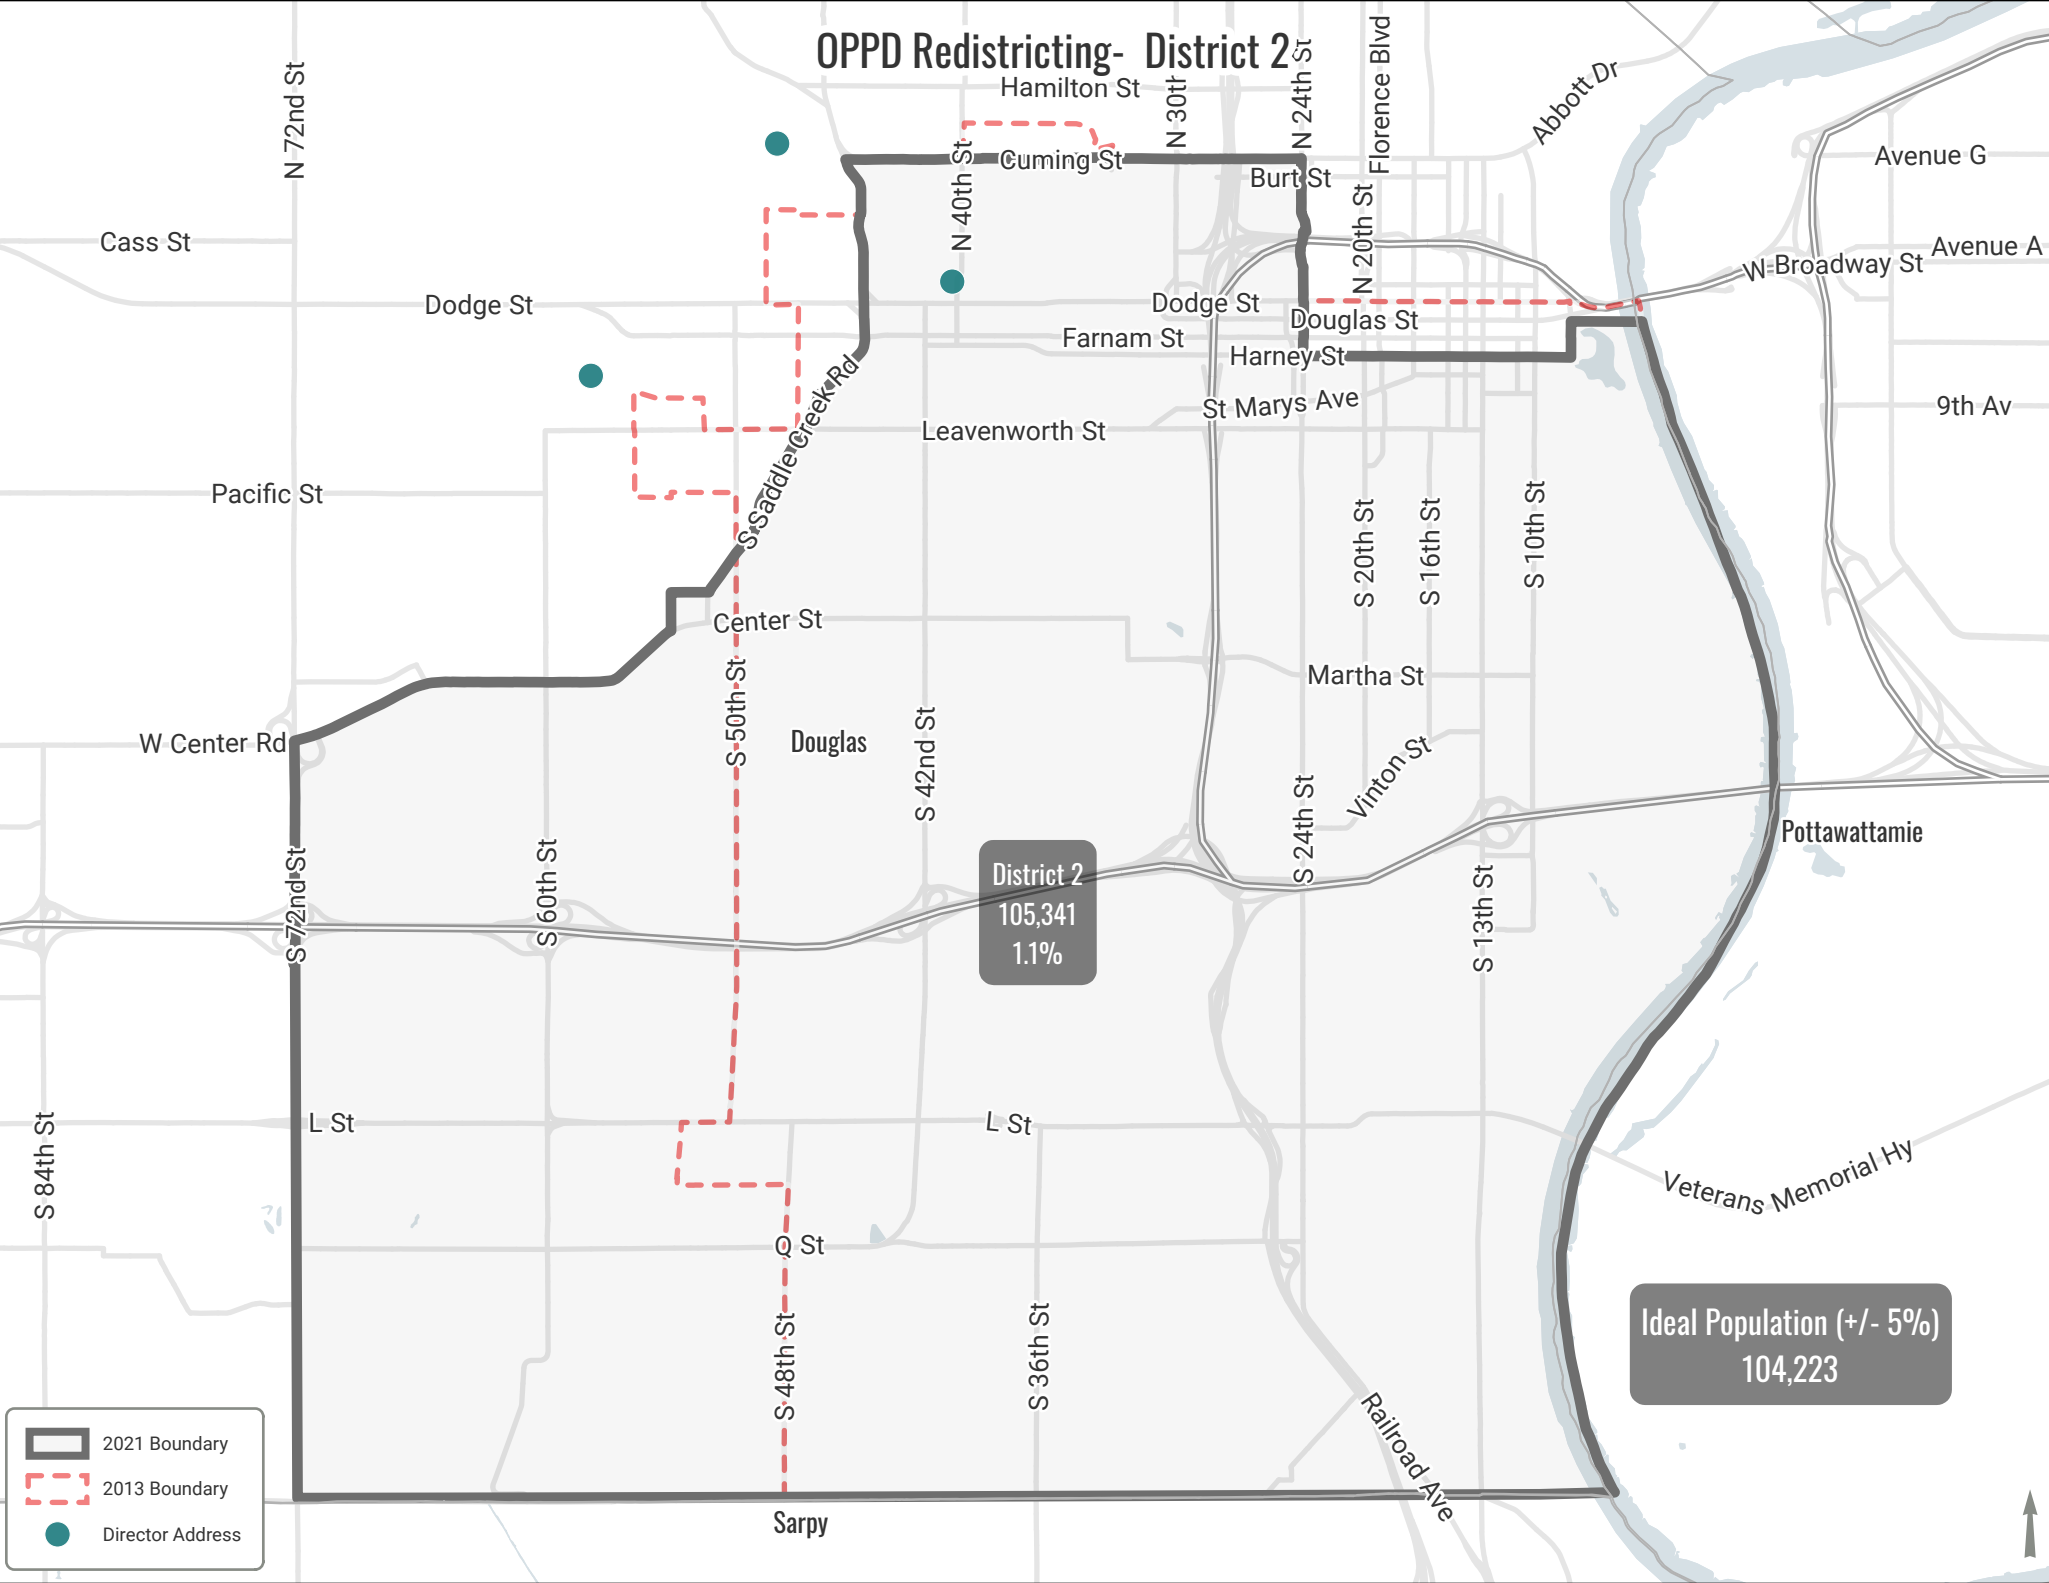 OPPD Redistricting- District 2
Hamilton St
N 72nd St
N 30th
N 24th St
Florence Blvd
Abbott Dr
Avenue G
Cuming St
Burt St
N 40th St
N 20th St
Cass St
Avenue A
W Broadway St
Dodge St
Dodge St
Douglas St
Farnam St
Harney St
S Saddle Creek Rd
St Marys Ave
9th Av
Leavenworth St
Pacific St
S 20th St
S 16th St
S 10th St
Center St
Martha St
S 50th St
W Center Rd
Douglas
S 42nd St
Vinton St
S 24th St
Pottawattamie
S 72nd St
S 60th St
District 2
105,341
1.1%
S 13th St
L St
L St
S 84th St
Veterans Memorial Hy
Q St
S 48th St
S 36th St
Ideal Population (+/- 5%)
104,223
Railroad Ave
2021 Boundary
2013 Boundary
Director Address
Sarpy